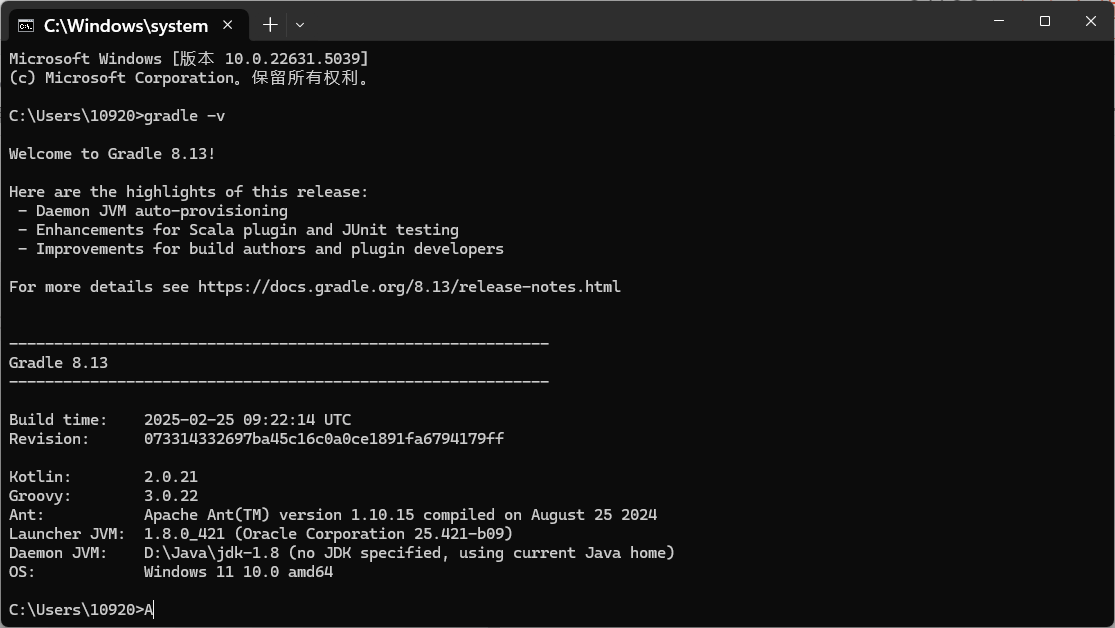 C:\Windows\system
Microsoft Windows [版本 10.0.22631.5039]
(c) Microsoft Corporation。保留所有权利。
C:\Users\10920>gradle -v
Welcome to Gradle 8.13!
Here are the highlights of this release:
 - Daemon JVM auto-provisioning
 - Enhancements for Scala plugin and JUnit testing
 - Improvements for build authors and plugin developers
For more details see https://docs.gradle.org/8.13/release-notes.html
------------------------------------------------------------
Gradle 8.13
------------------------------------------------------------
Build time:    2025-02-25 09:22:14 UTC
Revision:      073314332697ba45c16c0a0ce1891fa6794179ff
Kotlin:        2.0.21
Groovy:        3.0.22
Ant:           Apache Ant(TM) version 1.10.15 compiled on August 25 2024
Launcher JVM:  1.8.0_421 (Oracle Corporation 25.421-b09)
Daemon JVM:    D:\Java\jdk-1.8 (no JDK specified, using current Java home)
OS:            Windows 11 10.0 amd64
C:\Users\10920>A